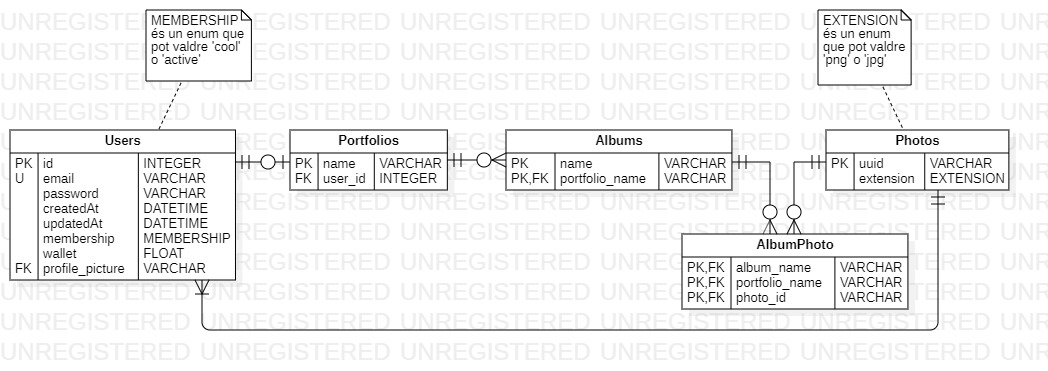 MEMBERSHIP
és un enum que
pot valdre 'cool'
o 'active'
EXTENSION
és un enum
que pot valdre
'png' o 'jpg'
Users
PK id INTEGER
U email VARCHAR
password VARCHAR
createdAt DATETIME
updatedAt DATETIME
membership MEMBERSHIP
wallet FLOAT
FK profile_picture VARCHAR
Portfolios
PK name VARCHAR
FK user_id INTEGER
Albums
PK name VARCHAR
PK,FK portfolio_name VARCHAR
Photos
PK uuid VARCHAR
extension EXTENSION
AlbumPhoto
PK,FK album_name VARCHAR
PK,FK portfolio_name VARCHAR
PK,FK photo_id VARCHAR
UNREGISTERED UNREGISTERED UNREGISTERED UNREGISTERED UNREGISTERED UNR